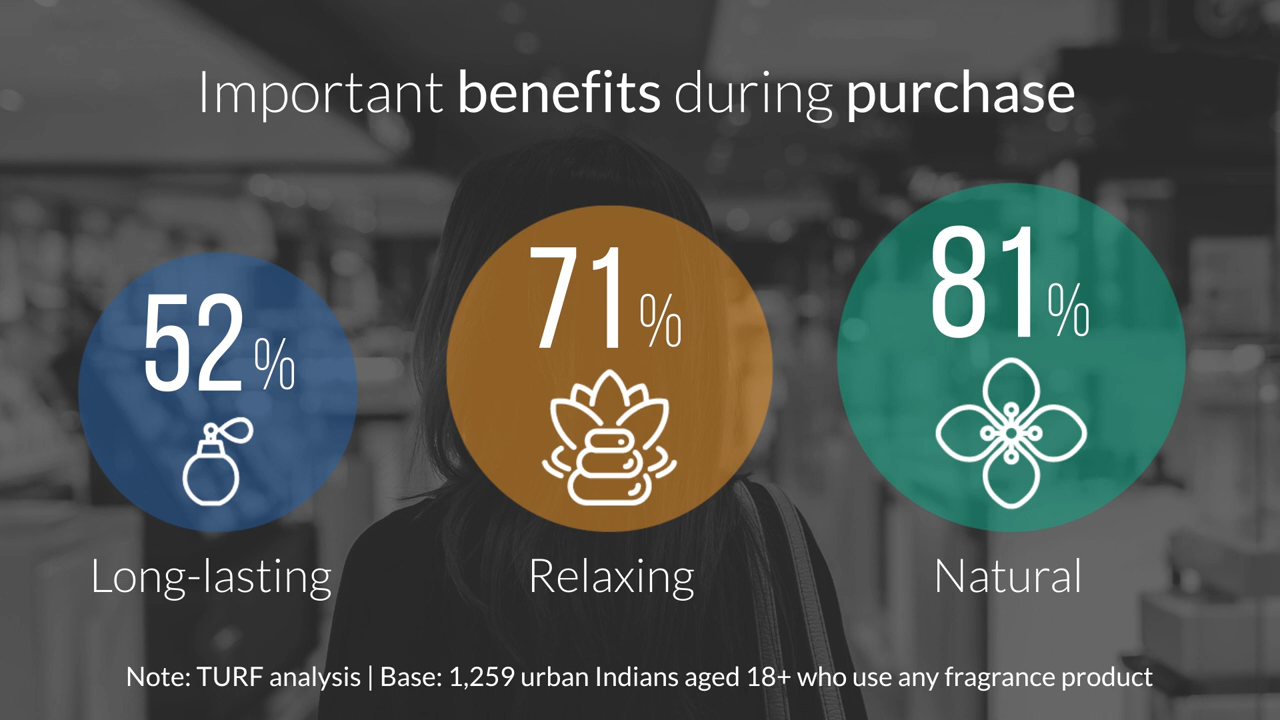 Important benefits during purchase
52%
71%
81%
Long-lasting
Relaxing
Natural
Note: TURF analysis | Base: 1,259 urban Indians aged 18+ who use any fragrance product